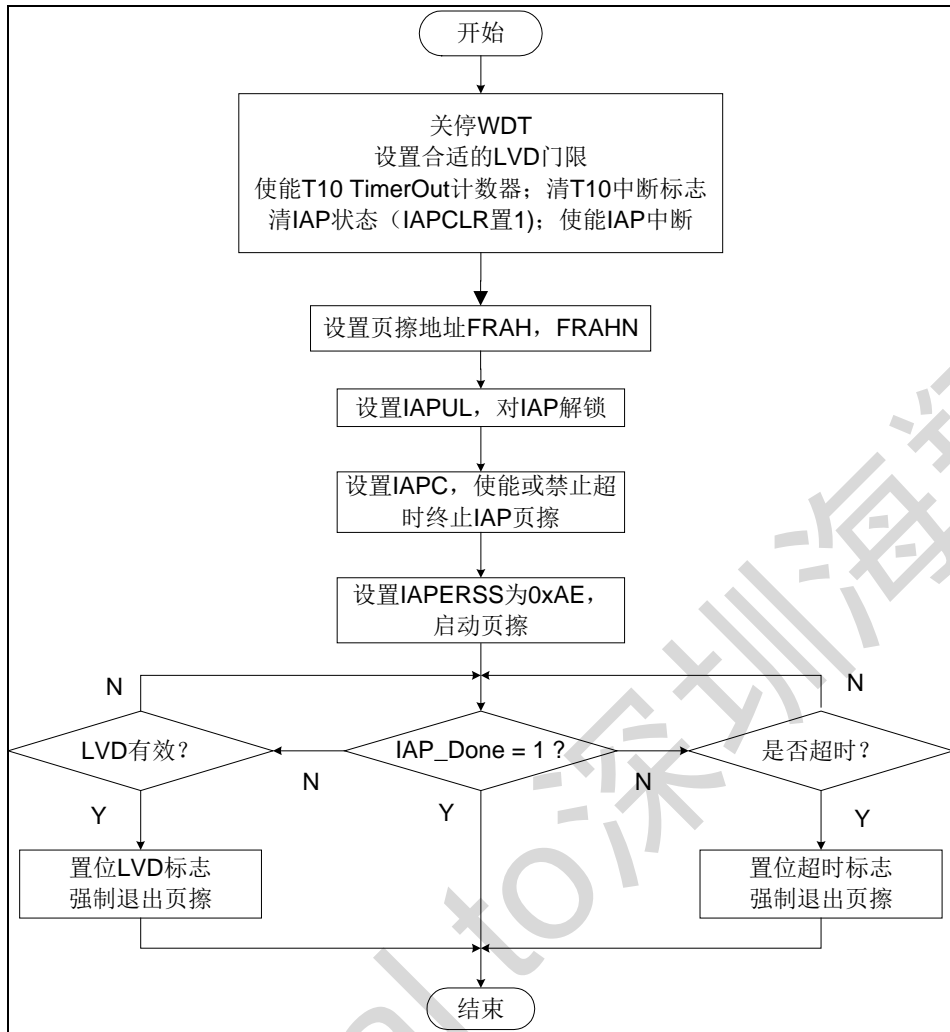 开始
关停WDT
设置合适的LVD门限
使能T10 TimerOut计数器；清T10中断标志
清IAP状态（IAPCLR置1)；使能IAP中断
设置页擦地址FRAH，FRAHN
设置IAPUL，对IAP解锁
设置IAPC，使能或禁止超
时终止IAP页擦
设置IAPERSS为0xAE，
启动页擦
N
N
LVD有效？
IAP_Done = 1 ?
是否超时？
N
N
Y
Y
Y
置位LVD标志
强制退出页擦
置位超时标志
强制退出页擦
结束
al to深圳海